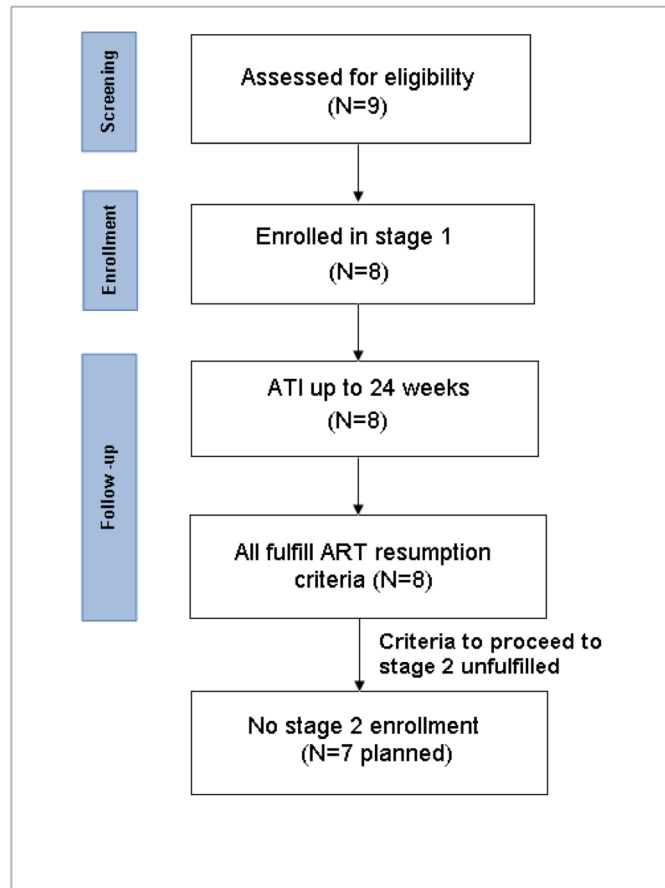 Screening
Assessed for eligibility
(N=9)
Enrollment
Enrolled in stage 1
(N=8)
Follow -up
ATI up to 24 weeks
(N=8)
All fulfill ART resumption
criteria (N=8)
Criteria to proceed to
stage 2 unfulfilled
No stage 2 enrollment
(N=7 planned)